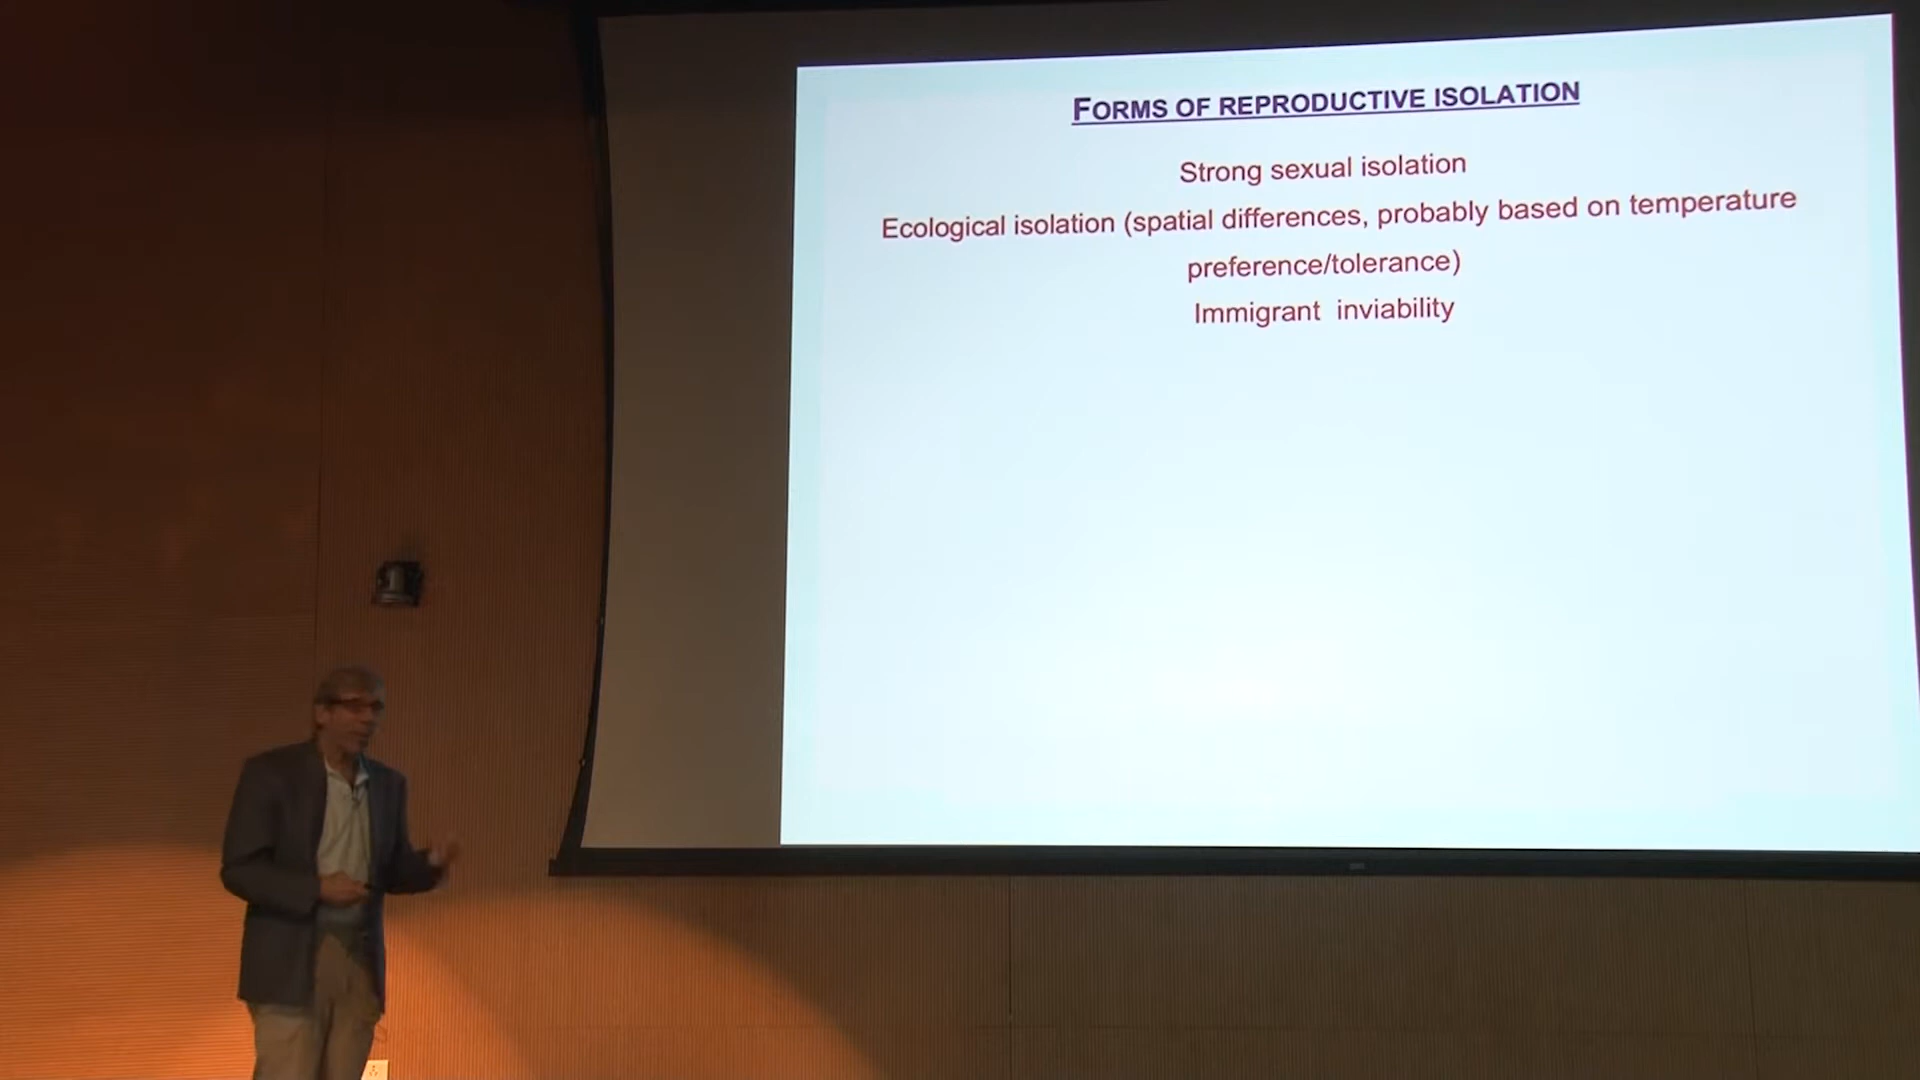 FORMS OF REPRODUCTIVE ISOLATION
Strong sexual isolation
Ecological isolation (spatial differences, probably based on temperature
preference/tolerance)
Immigrant inviability